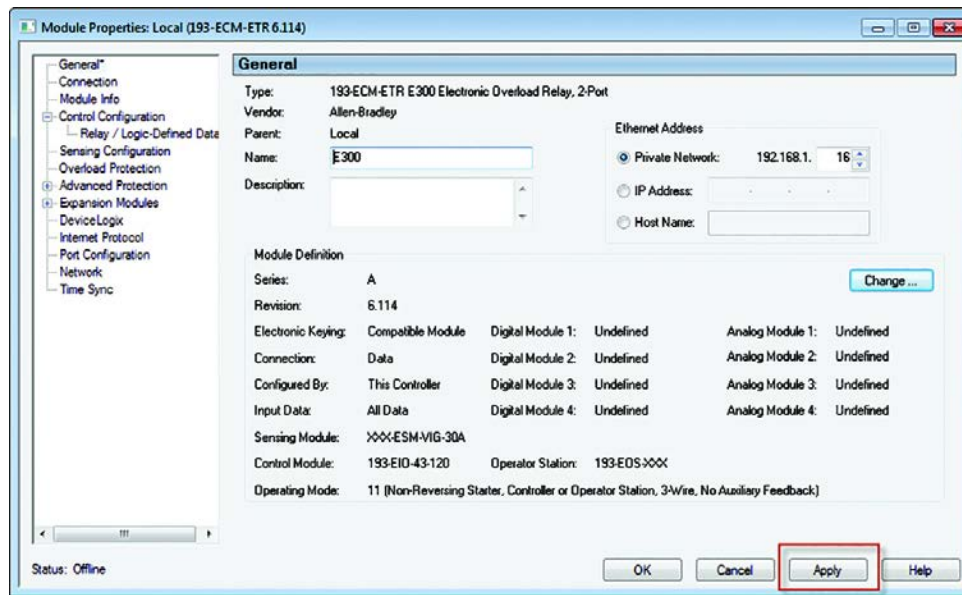 Module Properties: Local (193-ECM-ETR 6.114)
General*
Connection
Module Info
Control Configuration
Relay / Logic-Defined Data
Sensing Configuration
Overload Protection
Advanced Protection
Expansion Modules
DeviceLogix
Internet Protocol
Port Configuration
Network
Time Sync
General
Type: 193-ECM-ETR E300 Electronic Overload Relay, 2-Port
Vendor: Allen-Bradley
Parent: Local
Name: E300
Description:
Ethernet Address
Private Network: 192.168.1. 16
IP Address: . . .
Host Name:
Module Definition
Series: A
Change ...
Revision: 6.114
Electronic Keying: Compatible Module Digital Module 1: Undefined Analog Module 1: Undefined
Connection: Data Digital Module 2: Undefined Analog Module 2: Undefined
Configured By: This Controller Digital Module 3: Undefined Analog Module 3: Undefined
Input Data: All Data Digital Module 4: Undefined Analog Module 4: Undefined
Sensing Module: XXX-ESM-VIG-30A
Control Module: 193-EIO-43-120 Operator Station: 193-EOS-XXX
Operating Mode: 11 (Non-Reversing Starter, Controller or Operator Station, 3-Wire, No Auxiliary Feedback)
Status: Offline
OK Cancel Apply Help